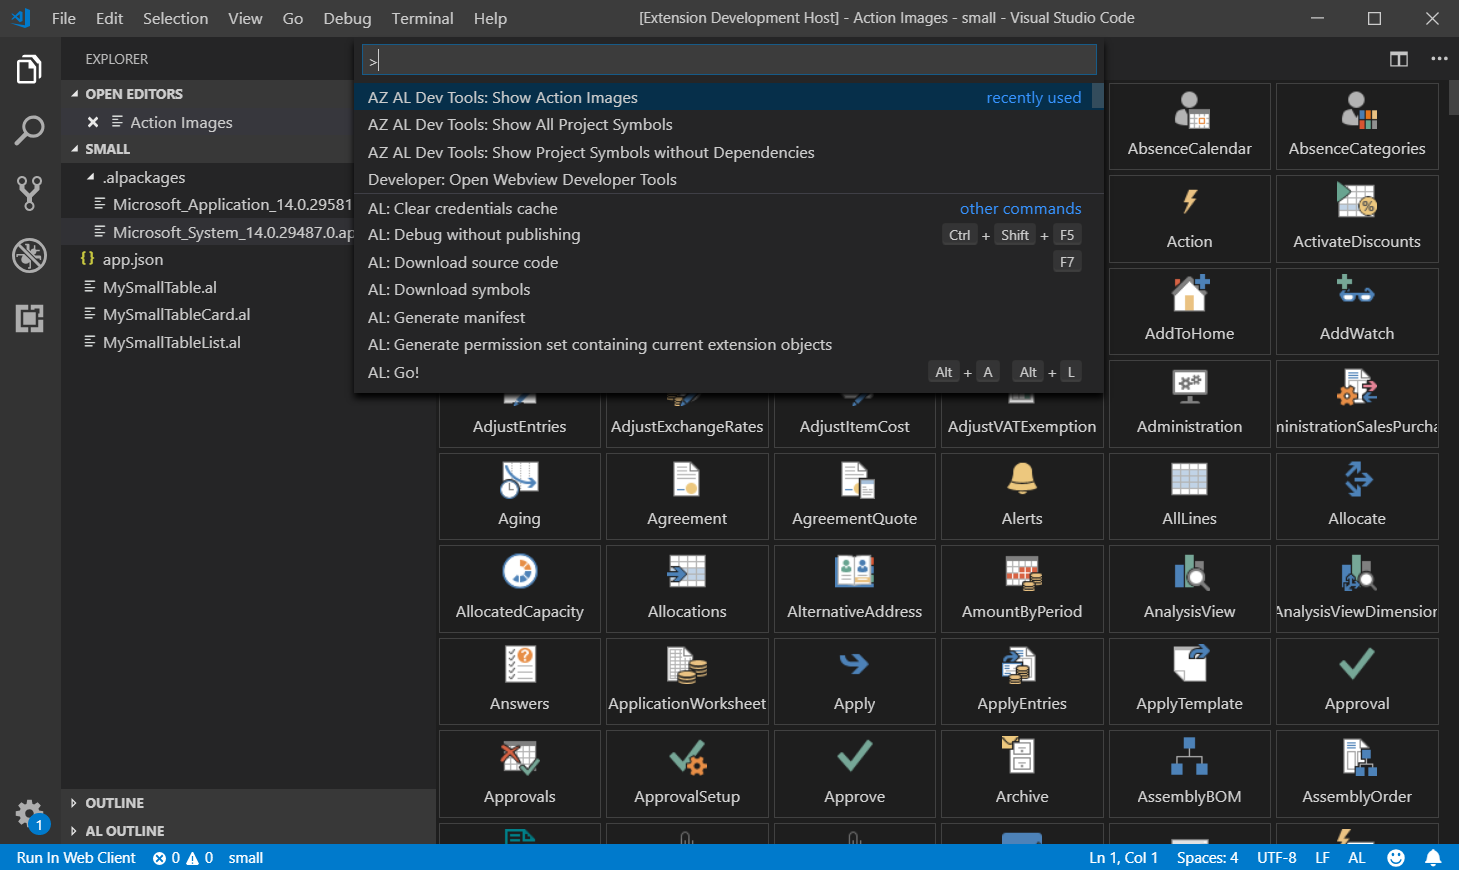 File Edit Selection View Go Debug Terminal Help
[Extension Development Host] - Action Images - small - Visual Studio Code
EXPLORER
OPEN EDITORS
Action Images
SMALL
.alpackages
Microsoft_Application_14.0.29581
Microsoft_System_14.0.29487.0.ap
app.json
MySmallTable.al
MySmallTableCard.al
MySmallTableList.al
OUTLINE
AL OUTLINE
1
>
AZ AL Dev Tools: Show Action Images recently used
AZ AL Dev Tools: Show All Project Symbols
AZ AL Dev Tools: Show Project Symbols without Dependencies
Developer: Open Webview Developer Tools
AL: Clear credentials cache other commands
AL: Debug without publishing Ctrl + Shift + F5
AL: Download source code F7
AL: Download symbols
AL: Generate manifest
AL: Generate permission set containing current extension objects
AL: Go! Alt + A Alt + L
AbsenceCalendar AbsenceCategories
Action ActivateDiscounts
AddToHome AddWatch
AdjustEntries AdjustExchangeRates AdjustItemCost AdjustVATExemption Administration ministrationSalesPurcha
Aging Agreement AgreementQuote Alerts AllLines Allocate
AllocatedCapacity Allocations AlternativeAddress AmountByPeriod AnalysisView AnalysisViewDimension
Answers ApplicationWorksheet Apply ApplyEntries ApplyTemplate Approval
Approvals ApprovalSetup Approve Archive AssemblyBOM AssemblyOrder
Run In Web Client 0 0 small
Ln 1, Col 1 Spaces: 4 UTF-8 LF AL